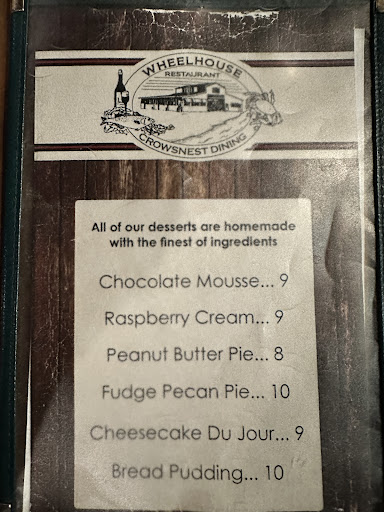 WHEELHOUSE
RESTAURANT
CROWSNEST DINING
All of our desserts are homemade
with the finest of ingredients
Chocolate Mousse... 9
Raspberry Cream... 9
Peanut Butter Pie... 8
Fudge Pecan Pie... 10
Cheesecake Du Jour... 9
Bread Pudding... 10